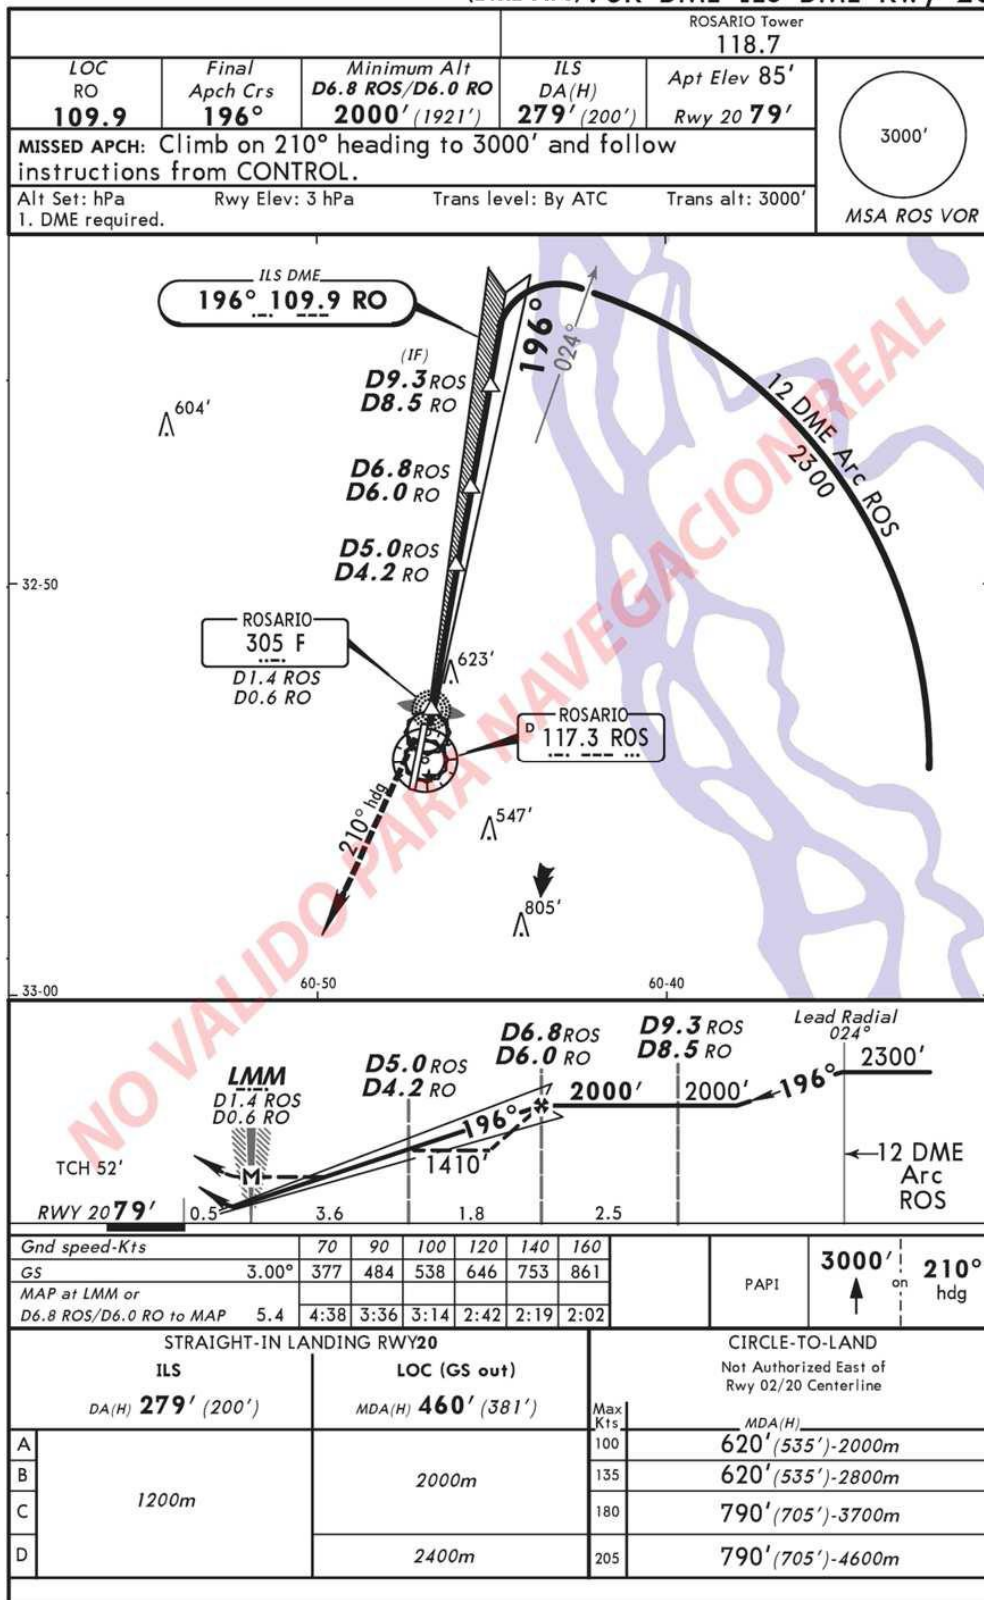 ROSARIO Tower
118.7
LOC
RO
109.9
Final
Apch Crs
196°
Minimum Alt
D6.8 ROS/D6.0 RO
2000' (1921')
ILS
DA(H)
279' (200')
Apt Elev 85'
Rwy 20 79'
3000'
MSA ROS VOR
MISSED APCH: Climb on 210° heading to 3000' and follow
instructions from CONTROL.
Alt Set: hPa Rwy Elev: 3 hPa Trans level: By ATC Trans alt: 3000'
1. DME required.
ILS DME
196° 109.9 RO
196°
024°
(IF)
D9.3 ROS
D8.5 RO
12 DME Arc ROS
2300
604'
D6.8 ROS
D6.0 RO
D5.0 ROS
D4.2 RO
32-50
ROSARIO
305 F
D1.4 ROS
D0.6 RO
623'
ROSARIO
D 117.3 ROS
210° hdg
547'
805'
33-00
60-50
60-40
NO VALIDO PARA NAVEGACION REAL
LMM
D1.4 ROS
D0.6 RO
D5.0 ROS
D4.2 RO
D6.8 ROS
D6.0 RO
D9.3 ROS
D8.5 RO
Lead Radial
024°
2300'
196°
2000'
2000'
196°
1410'
M
12 DME
Arc
ROS
TCH 52'
RWY 20 79'
0.5 3.6 1.8 2.5
Gnd speed-Kts 70 90 100 120 140 160
GS 3.00° 377 484 538 646 753 861
MAP at LMM or
D6.8 ROS/D6.0 RO to MAP 5.4 4:38 3:36 3:14 2:42 2:19 2:02
PAPI
3000' on 210°
hdg
STRAIGHT-IN LANDING RWY20
ILS
DA(H) 279' (200')
LOC (GS out)
MDA(H) 460' (381')
CIRCLE-TO-LAND
Not Authorized East of
Rwy 02/20 Centerline
Max
Kts
MDA(H)
A
B
C
D
1200m
2000m
2400m
100 620' (535')-2000m
135 620' (535')-2800m
180 790' (705')-3700m
205 790' (705')-4600m